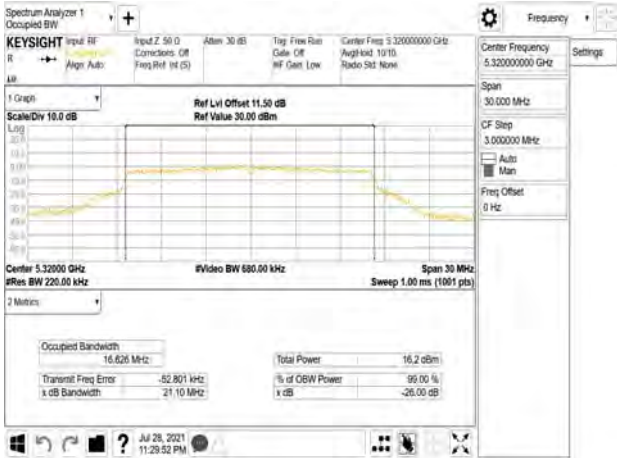 Spectrum Analyzer 1
Occupied BW
+
Frequency
KEYSIGHT
Input: RF
Input Z: 50 Ω
Atten: 30 dB
Trig: Free Run
Center Freq: 5.320000000 GHz
R
Corrections: Off
Gate: Off
Avg|Hold: 10/10
Align: Auto
Freq Ref: Int (S)
#IF Gain: Low
Radio Std: None
Center Frequency
5.320000000 GHz
Settings
Span
30.000 MHz
CF Step
3.000000 MHz
Auto
Man
Freq Offset
0 Hz
1 Graph
Ref Lvl Offset 11.50 dB
Scale/Div 10.0 dB
Ref Value 30.00 dBm
Log
Center 5.32000 GHz
#Video BW 680.00 kHz
Span 30 MHz
#Res BW 220.00 kHz
Sweep 1.00 ms (1001 pts)
2 Metrics
Occupied Bandwidth
16.626 MHz
Total Power
16.2 dBm
Transmit Freq Error
-52.801 kHz
% of OBW Power
99.00 %
x dB Bandwidth
21.10 MHz
x dB
-26.00 dB
?
Jul 28, 2021
11:29:52 PM